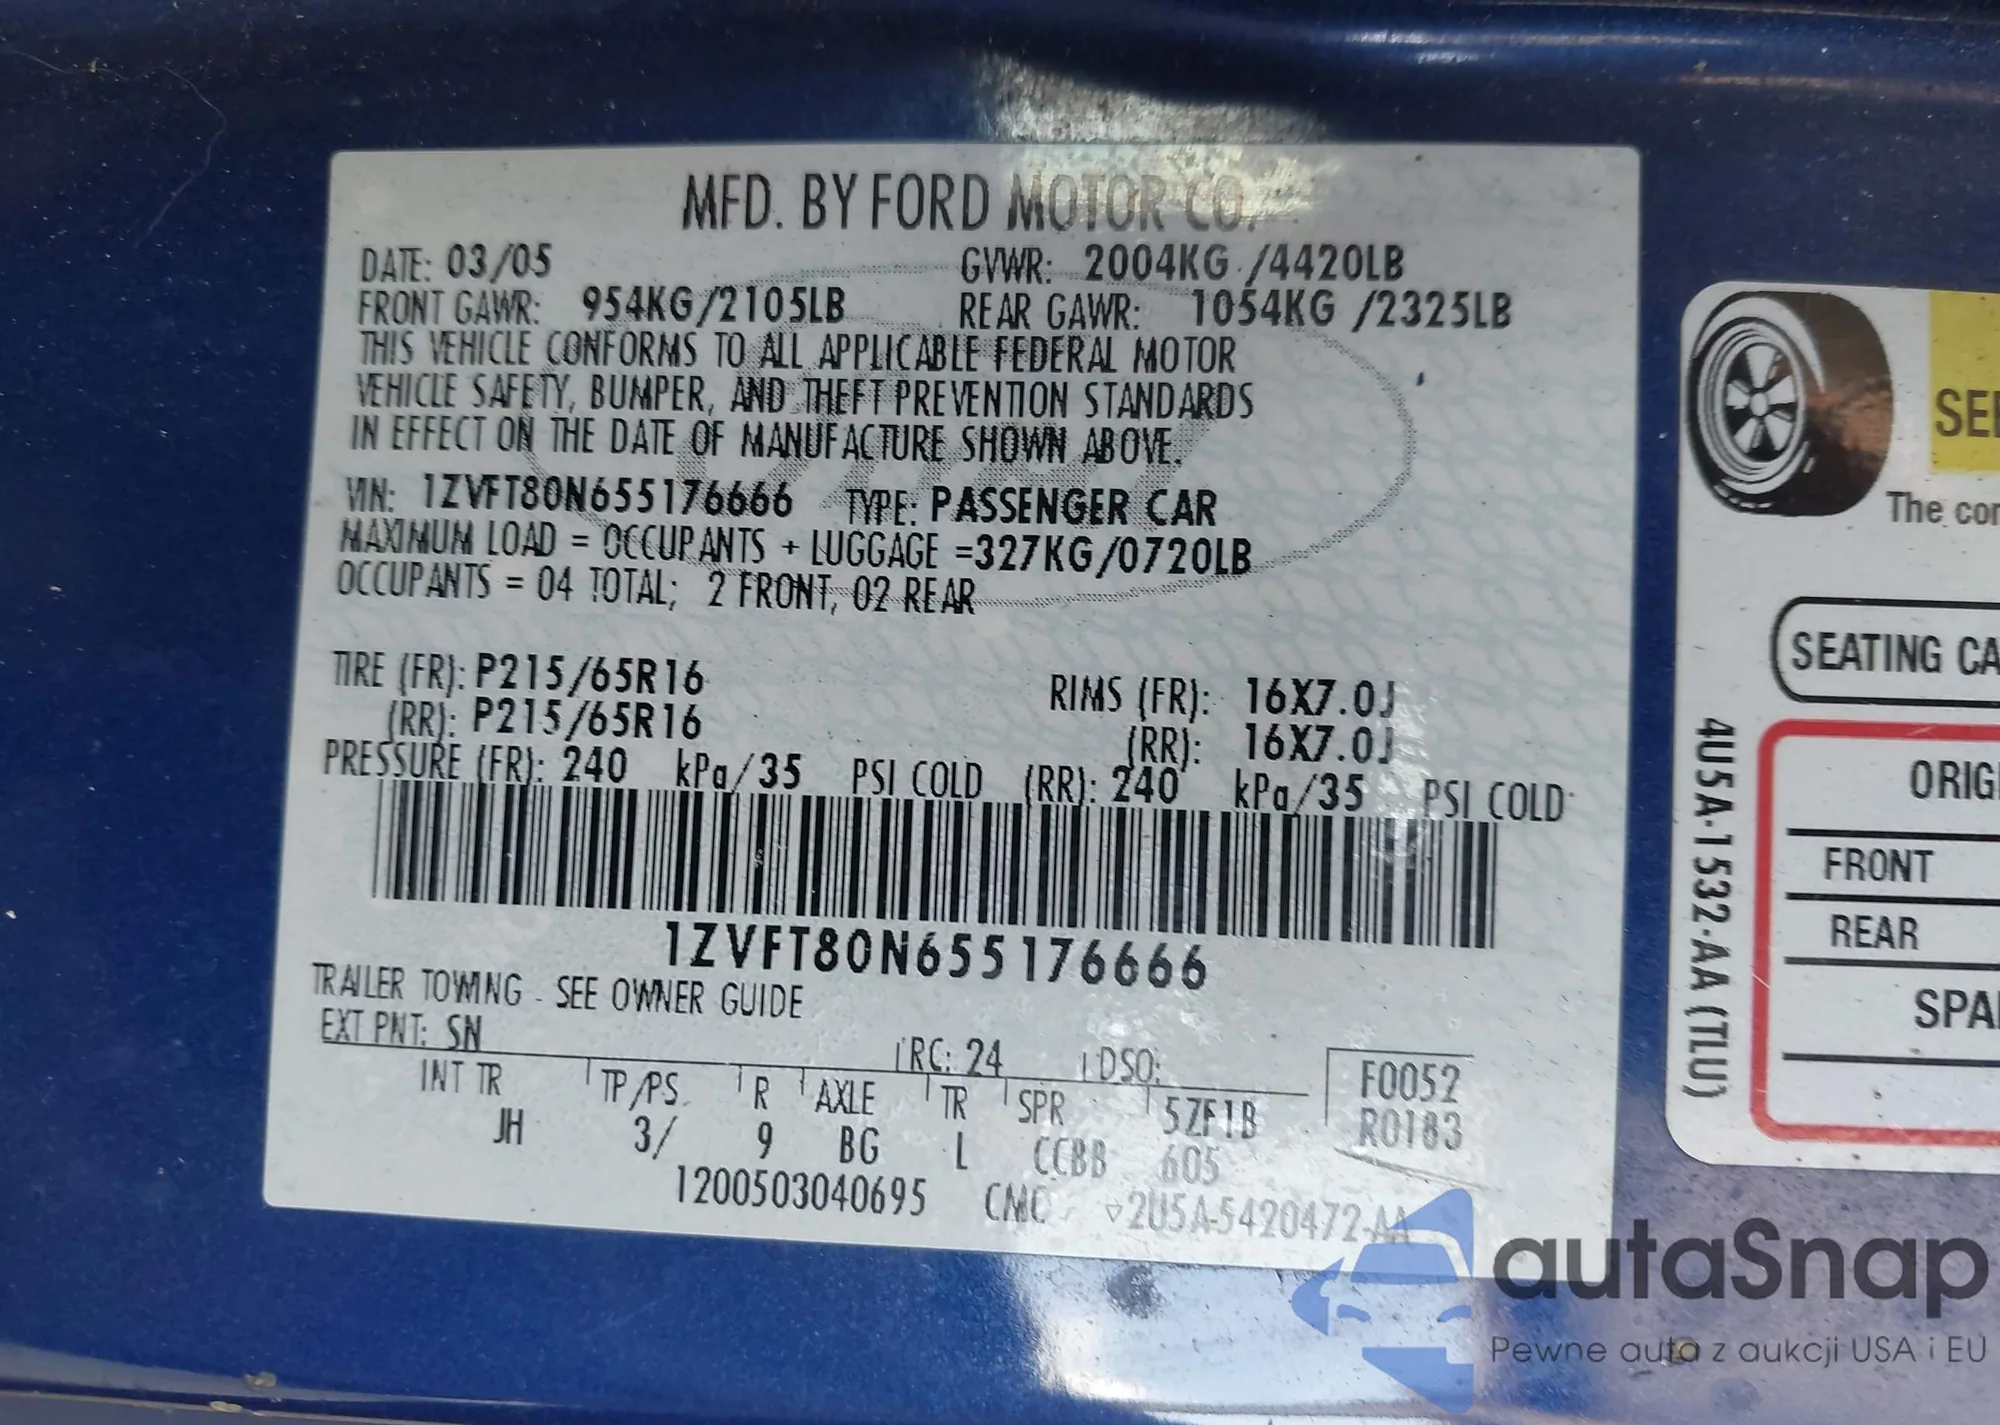 MFD. BY FORD MOTOR CO.
DATE: 03/05 GVWR: 2004KG /4420LB
FRONT GAWR: 954KG/2105LB REAR GAWR: 1054KG /2325LB
THIS VEHICLE CONFORMS TO ALL APPLICABLE FEDERAL MOTOR
VEHICLE SAFETY, BUMPER, AND THEFT PREVENTION STANDARDS
IN EFFECT ON THE DATE OF MANUFACTURE SHOWN ABOVE.
VIN: 1ZVFT80N655176666 TYPE: PASSENGER CAR
MAXIMUM LOAD = OCCUPANTS + LUGGAGE =327KG/0720LB
OCCUPANTS = 04 TOTAL; 2 FRONT, 02 REAR
TIRE (FR): P215/65R16 RIMS (FR): 16X7.0J
(RR): P215/65R16 (RR): 16X7.0J
PRESSURE (FR): 240 kPa/35 PSI COLD (RR): 240 kPa/35 PSI COLD
1ZVFT80N655176666
TRAILER TOWING - SEE OWNER GUIDE
EXT PNT: SN RC: 24 DSO: F0052
INT TR TP/PS R AXLE TR SPR 5ZF1B R0183
JH 3/ 9 BG L CCBB 605
1200503040695 CMC ▽2U5A-5420472-AA
SEE
The con
SEATING CA
4U5A-1532-AA (TLU)
ORIGI
FRONT
REAR
SPA
autaSnap
Pewne auta z aukcji USA i EU